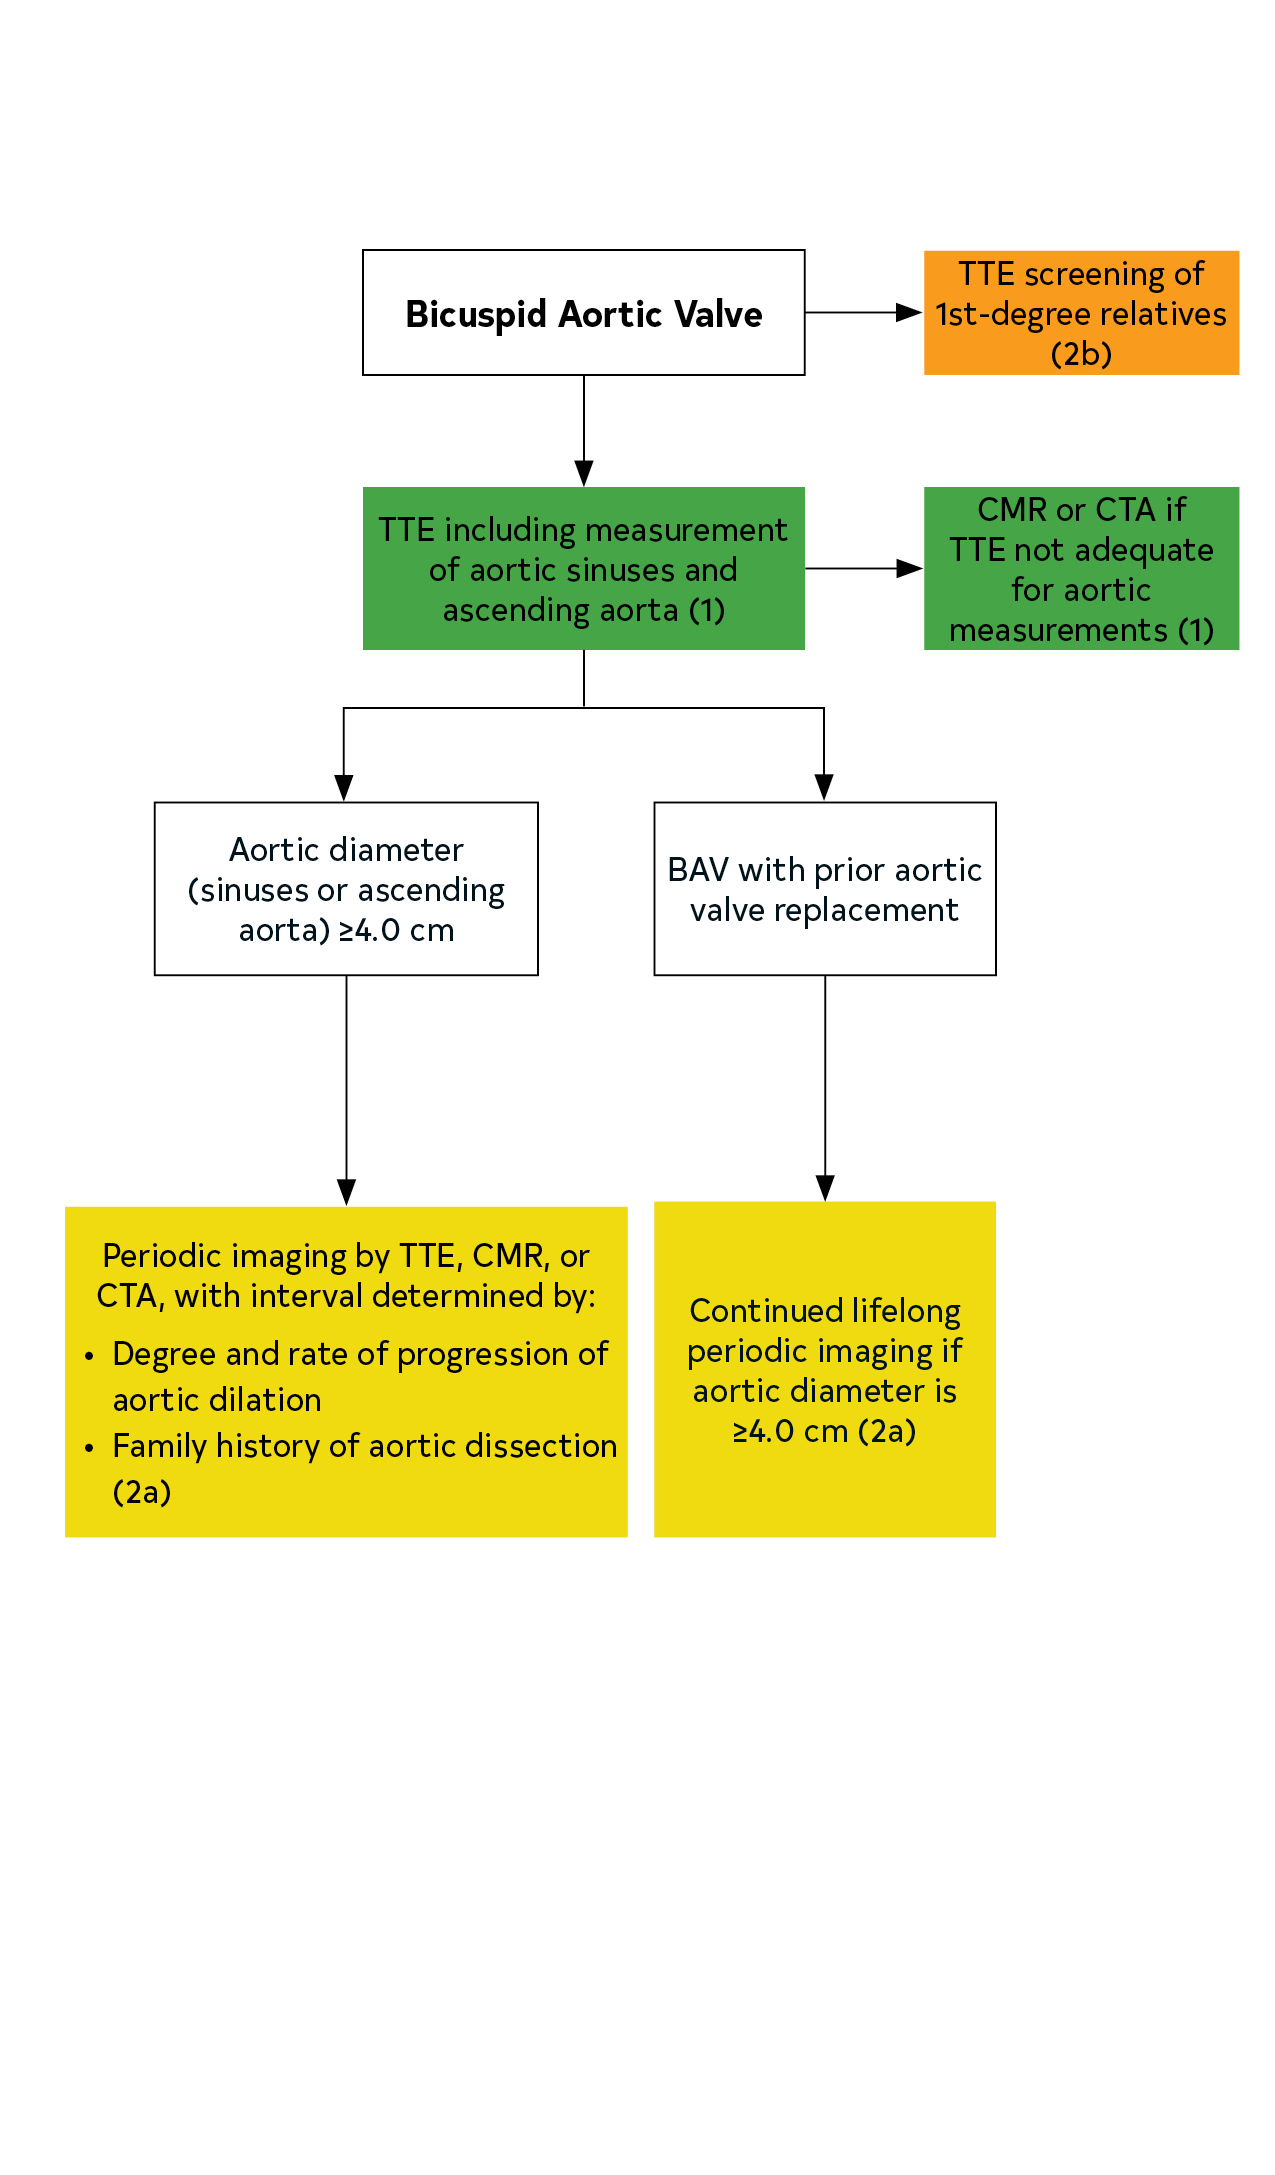 Bicuspid Aortic Valve
TTE screening of
1st-degree relatives
(2b)
TTE including measurement
of aortic sinuses and
ascending aorta (1)
CMR or CTA if
TTE not adequate
for aortic
measurements (1)
Aortic diameter
(sinuses or ascending
aorta) ≥4.0 cm
BAV with prior aortic
valve replacement
Periodic imaging by TTE, CMR, or
CTA, with interval determined by:
• Degree and rate of progression of
aortic dilation
• Family history of aortic dissection
(2a)
Continued lifelong
periodic imaging if
aortic diameter is
≥4.0 cm (2a)